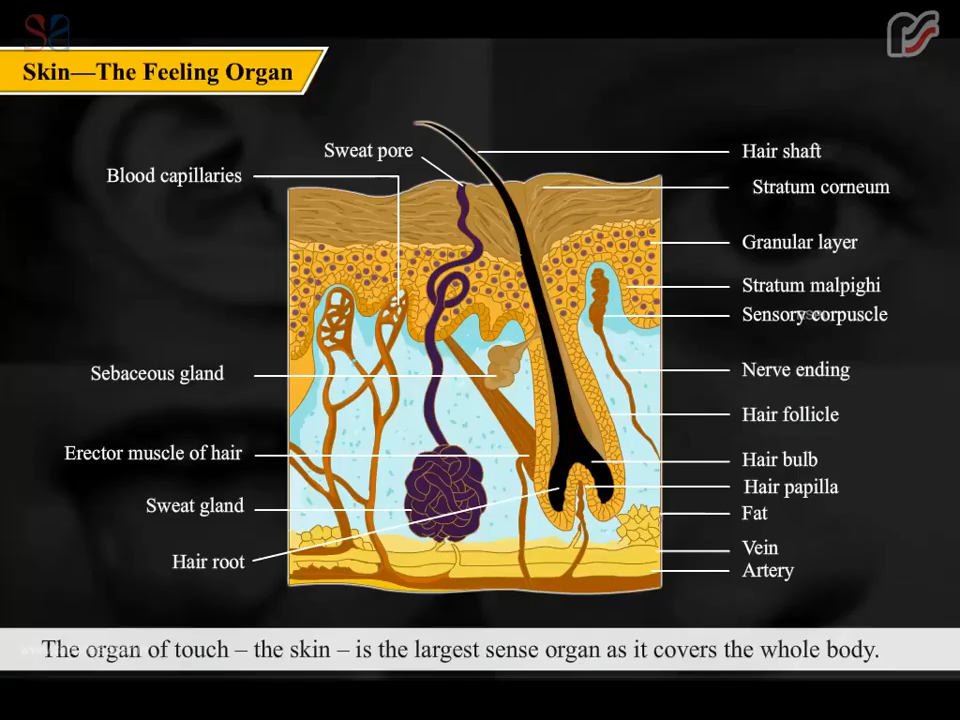 Skin—The Feeling Organ
Sweat pore
Blood capillaries
Sebaceous gland
Erector muscle of hair
Sweat gland
Hair root
Hair shaft
Stratum corneum
Granular layer
Stratum malpighi
Sensory corpuscle
Nerve ending
Hair follicle
Hair bulb
Hair papilla
Fat
Vein
Artery
The organ of touch – the skin – is the largest sense organ as it covers the whole body.